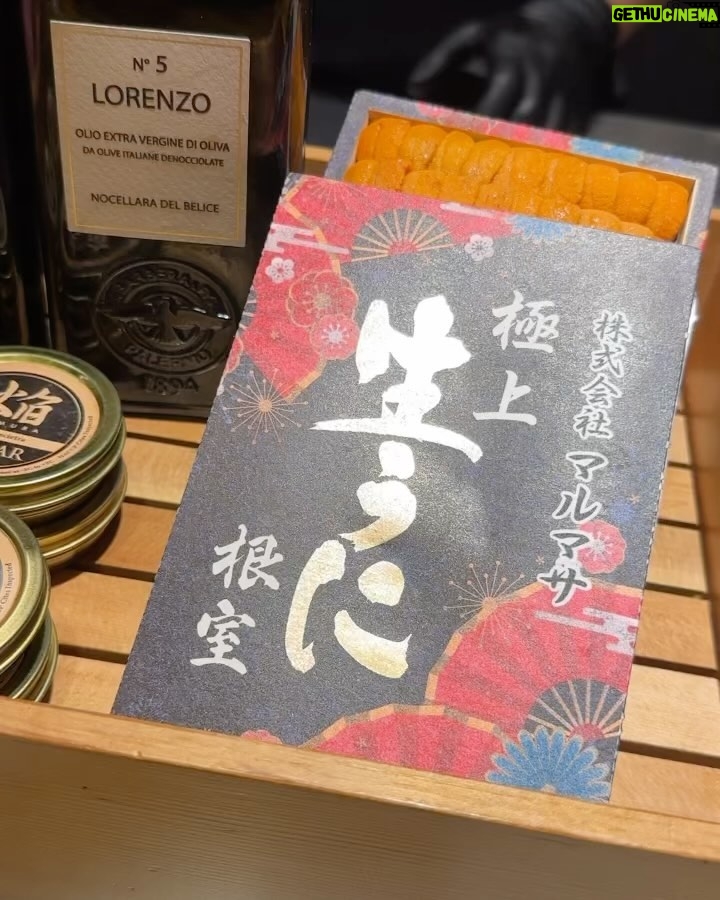 GETHUCINEMA
N° 5
LORENZO
OLIO EXTRA VERGINE DI OLIVA
DA OLIVE ITALIANE DENOCCIOLATE
NOCELLARA DEL BELICE
1894
株式会社 マルマサ
極上
生うに
根室
焔